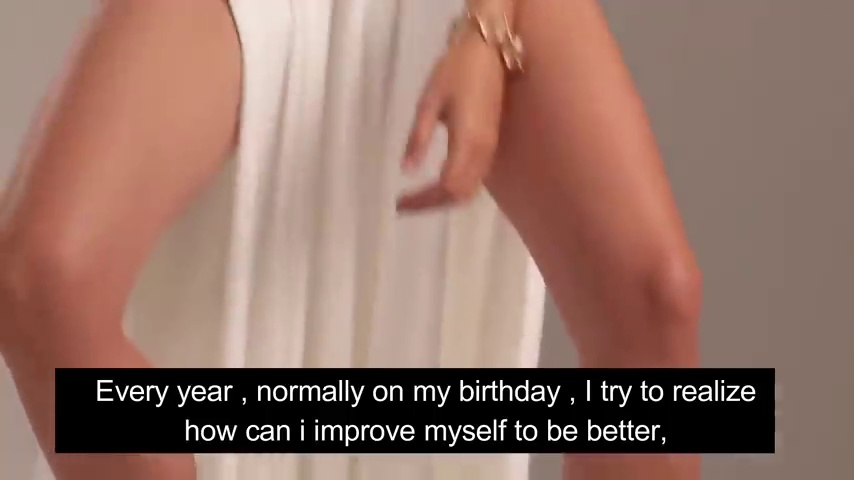 Every year , normally on my birthday , I try to realize
how can i improve myself to be better,